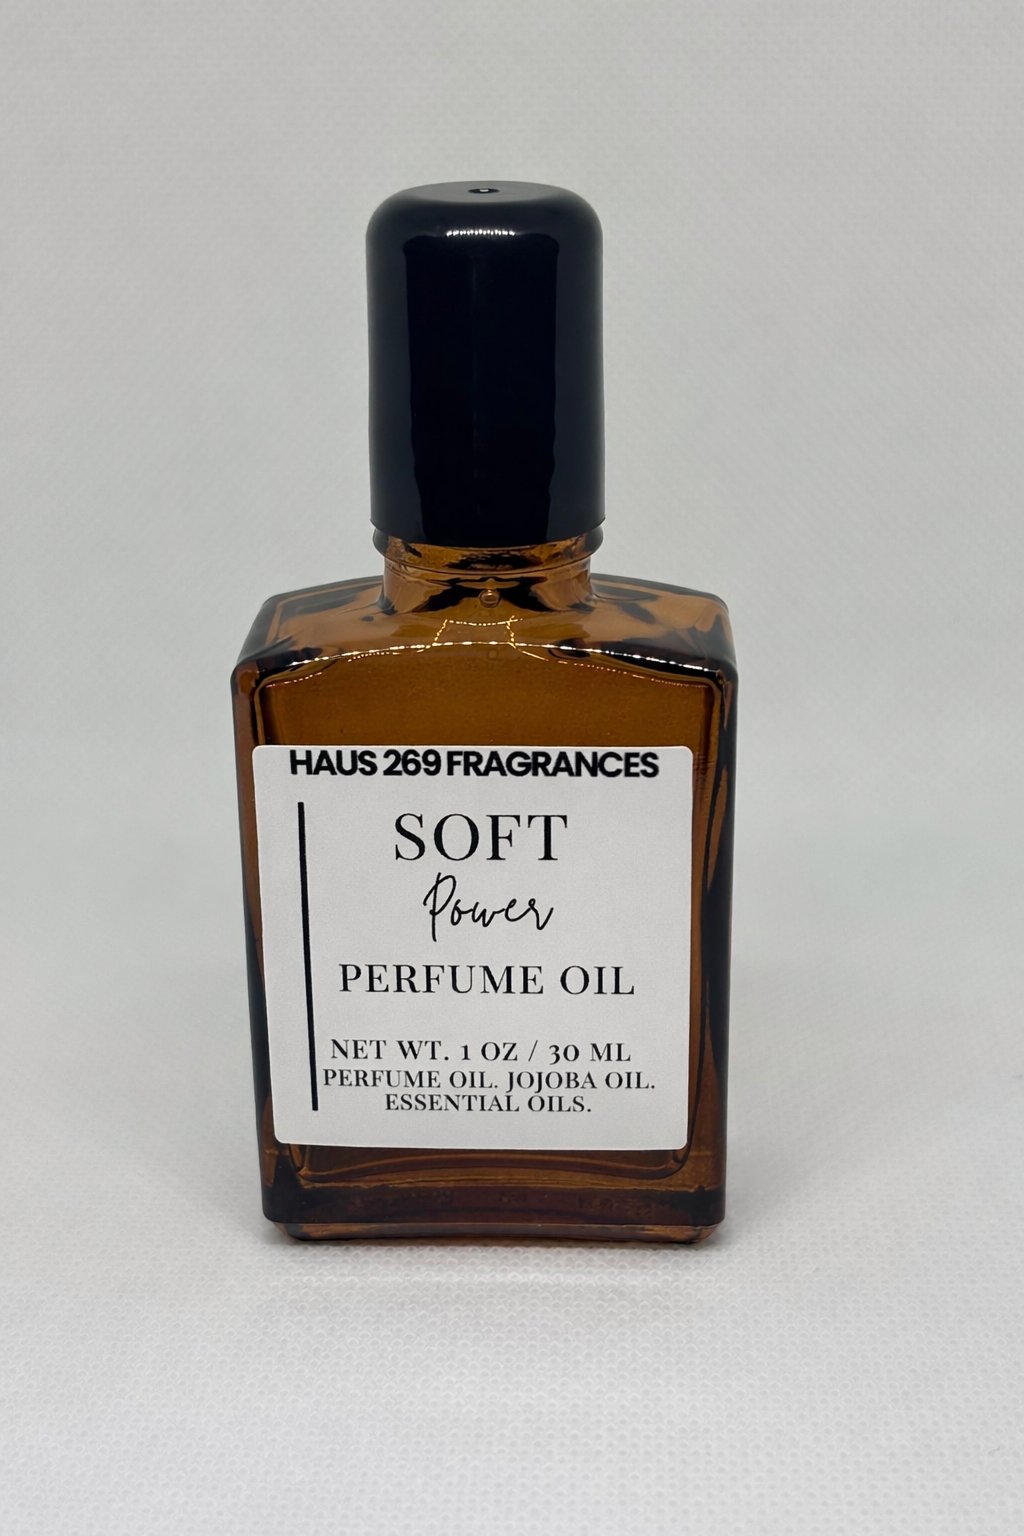 HAUS 269 FRAGRANCES
SOFT
Power
PERFUME OIL
NET WT. 1 OZ / 30 ML
PERFUME OIL. JOJOBA OIL.
ESSENTIAL OILS.